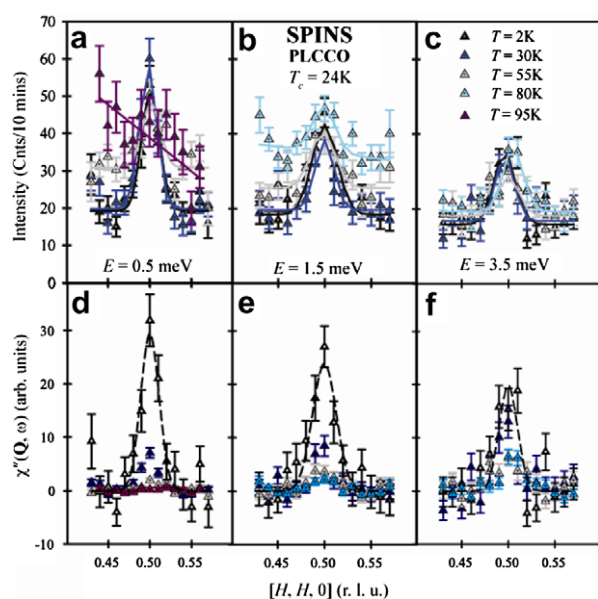 a
b
c
SPINS
PLCCO
T_c = 24K
T = 2K
T = 30K
T = 55K
T = 80K
T = 95K
Intensity (Cnts/10 mins)
70
60
50
40
30
20
10
0
E = 0.5 meV
E = 1.5 meV
E = 3.5 meV
d
e
f
χ″(Q, ω)) (arb. units)
30
20
10
0
-10
0.45 0.50 0.55 0.45 0.50 0.55 0.45 0.50 0.55
[H, H, 0] (r. l. u.)